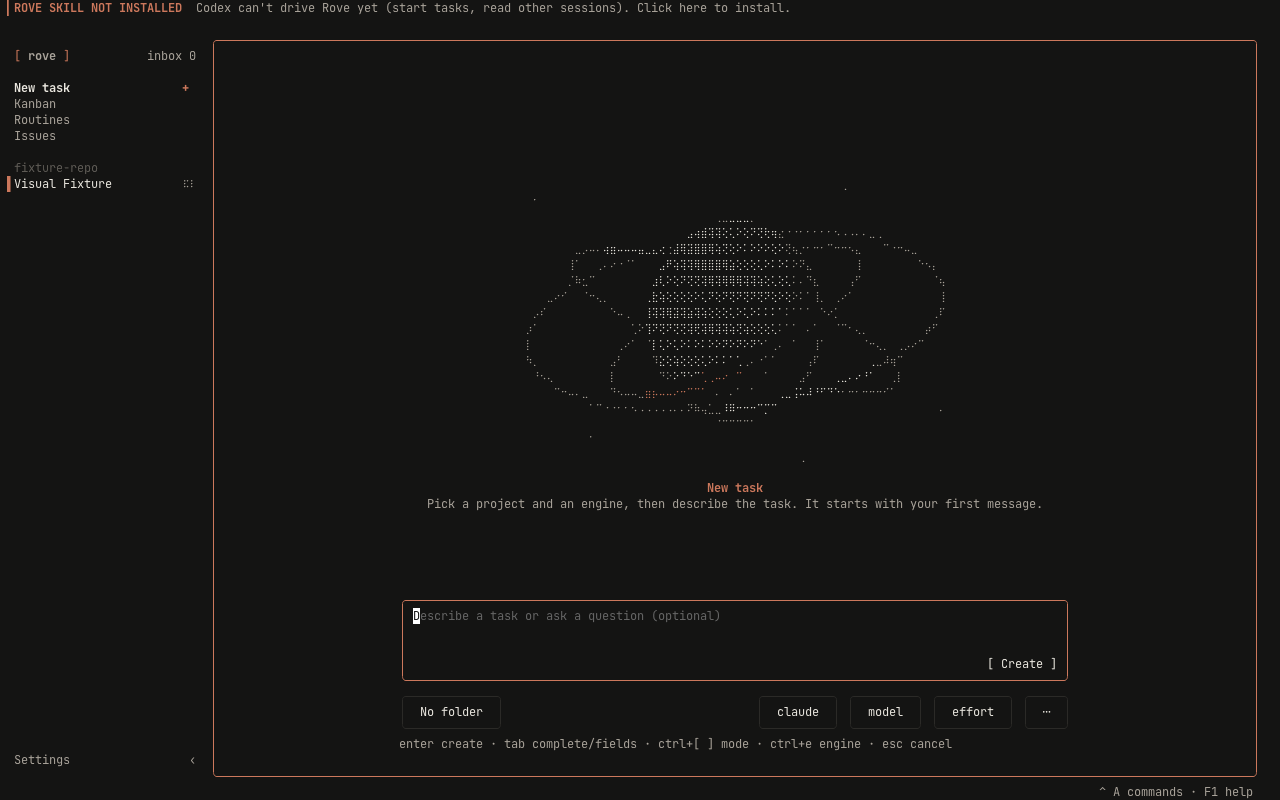 ROVE SKILL NOT INSTALLED  Codex can't drive Rove yet (start tasks, read other sessions). Click here to install.
[ rove ]  inbox 0
New task  +
Kanban
Routines
Issues
fixture-repo
Visual Fixture
New task
Pick a project and an engine, then describe the task. It starts with your first message.
Describe a task or ask a question (optional)
[ Create ]
No folder  claude  model  effort  ⋯
enter create · tab complete/fields · ctrl+[ ] mode · ctrl+e engine · esc cancel
Settings  ‹
^ A commands · F1 help